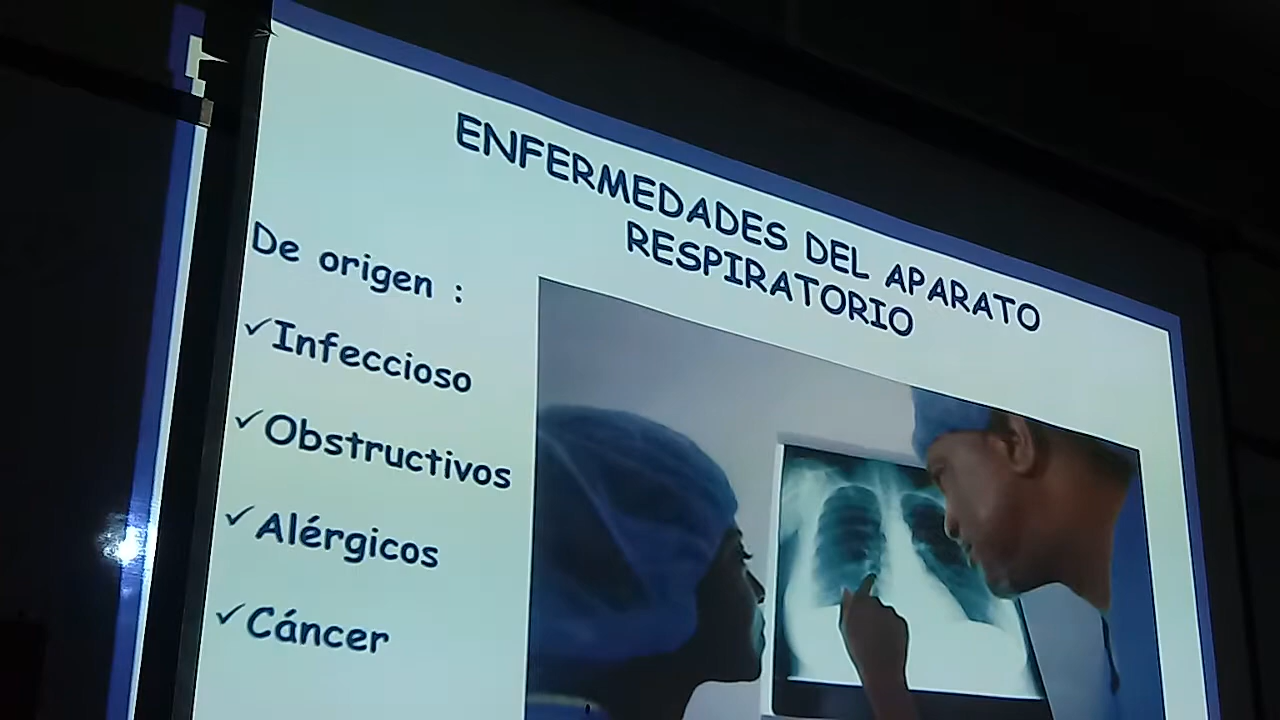 ENFERMEDADES DEL APARATO
RESPIRATORIO
De origen :
✓Infeccioso
✓Obstructivos
✓Alérgicos
✓Cáncer